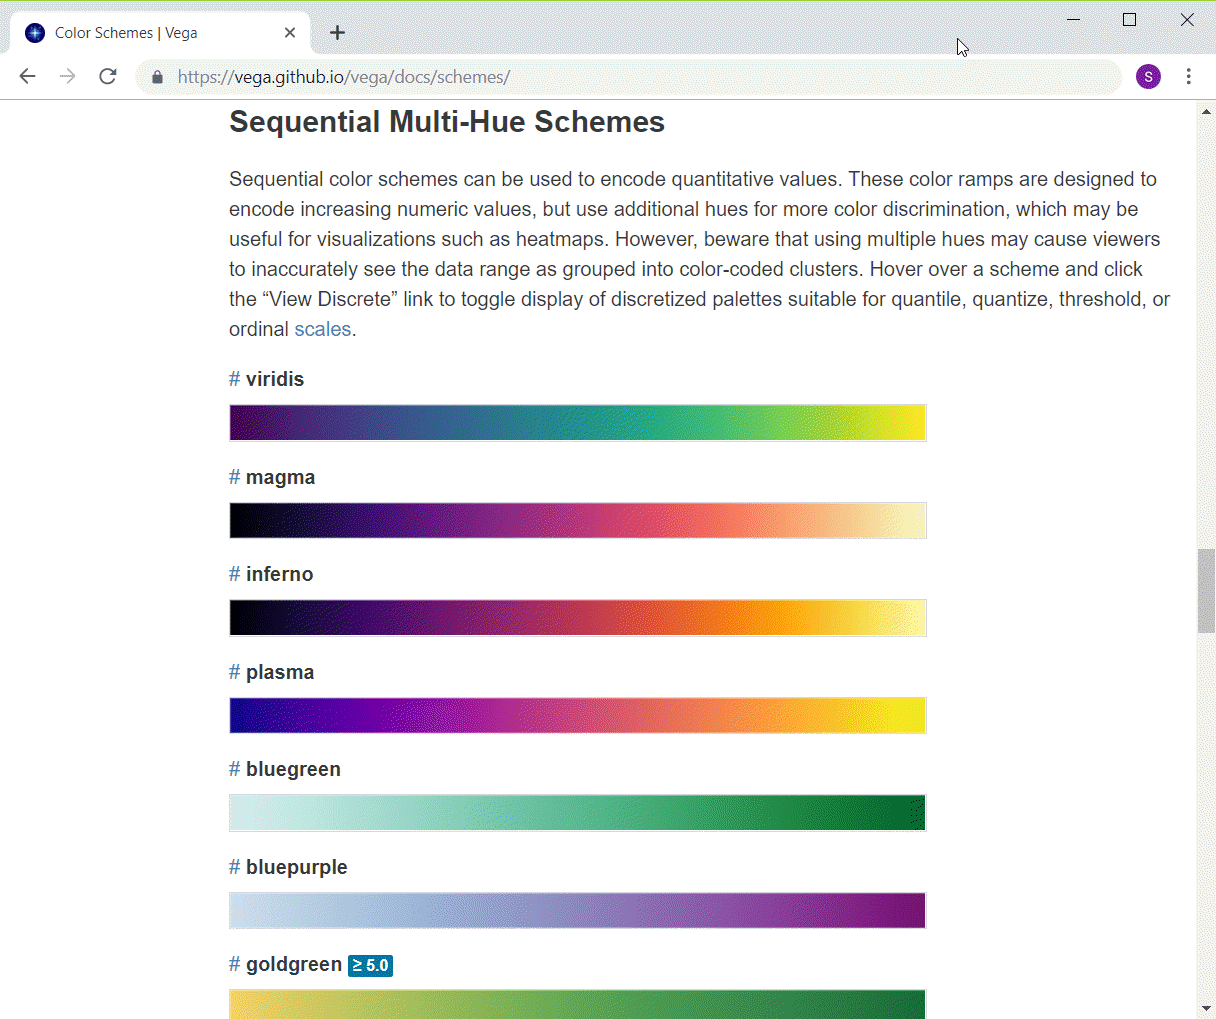 Color Schemes | Vega
https://vega.github.io/vega/docs/schemes/
S
Sequential Multi-Hue Schemes
Sequential color schemes can be used to encode quantitative values. These color ramps are designed to
encode increasing numeric values, but use additional hues for more color discrimination, which may be
useful for visualizations such as heatmaps. However, beware that using multiple hues may cause viewers
to inaccurately see the data range as grouped into color-coded clusters. Hover over a scheme and click
the “View Discrete” link to toggle display of discretized palettes suitable for quantile, quantize, threshold, or
ordinal scales.
# viridis
# magma
# inferno
# plasma
# bluegreen
# bluepurple
# goldgreen ≥ 5.0